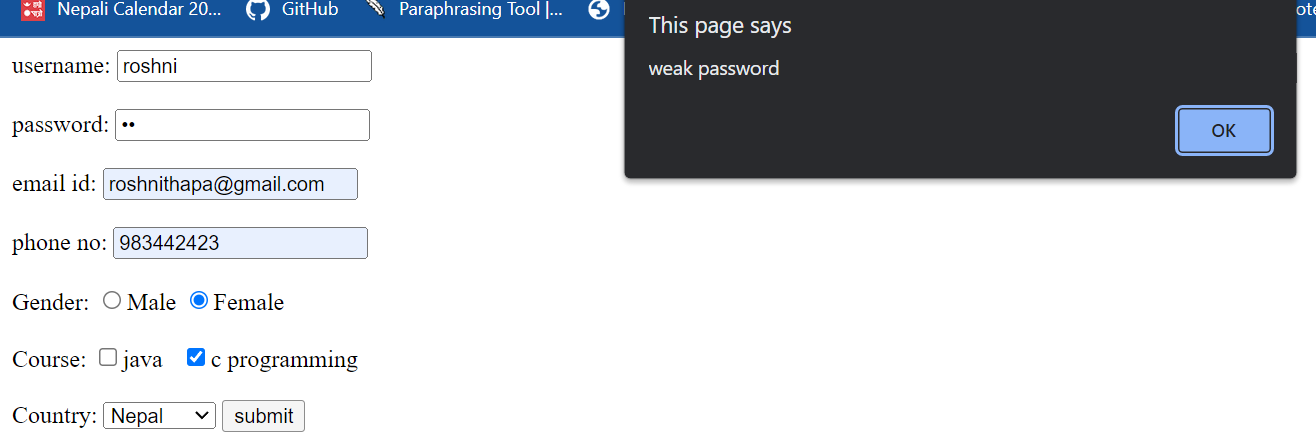 Nepali Calendar 20... GitHub Paraphrasing Tool |...
This page says
weak password
OK
username: roshni
password: ••
email id: roshnithapa@gmail.com
phone no: 983442423
Gender: Male Female
Course: java c programming
Country: Nepal submit